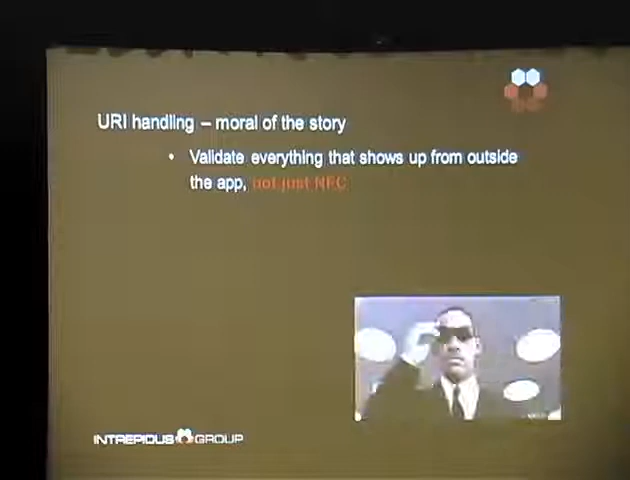 URI handling – moral of the story
• Validate everything that shows up from outside
the app, not just NFC
INTREPIDUS GROUP